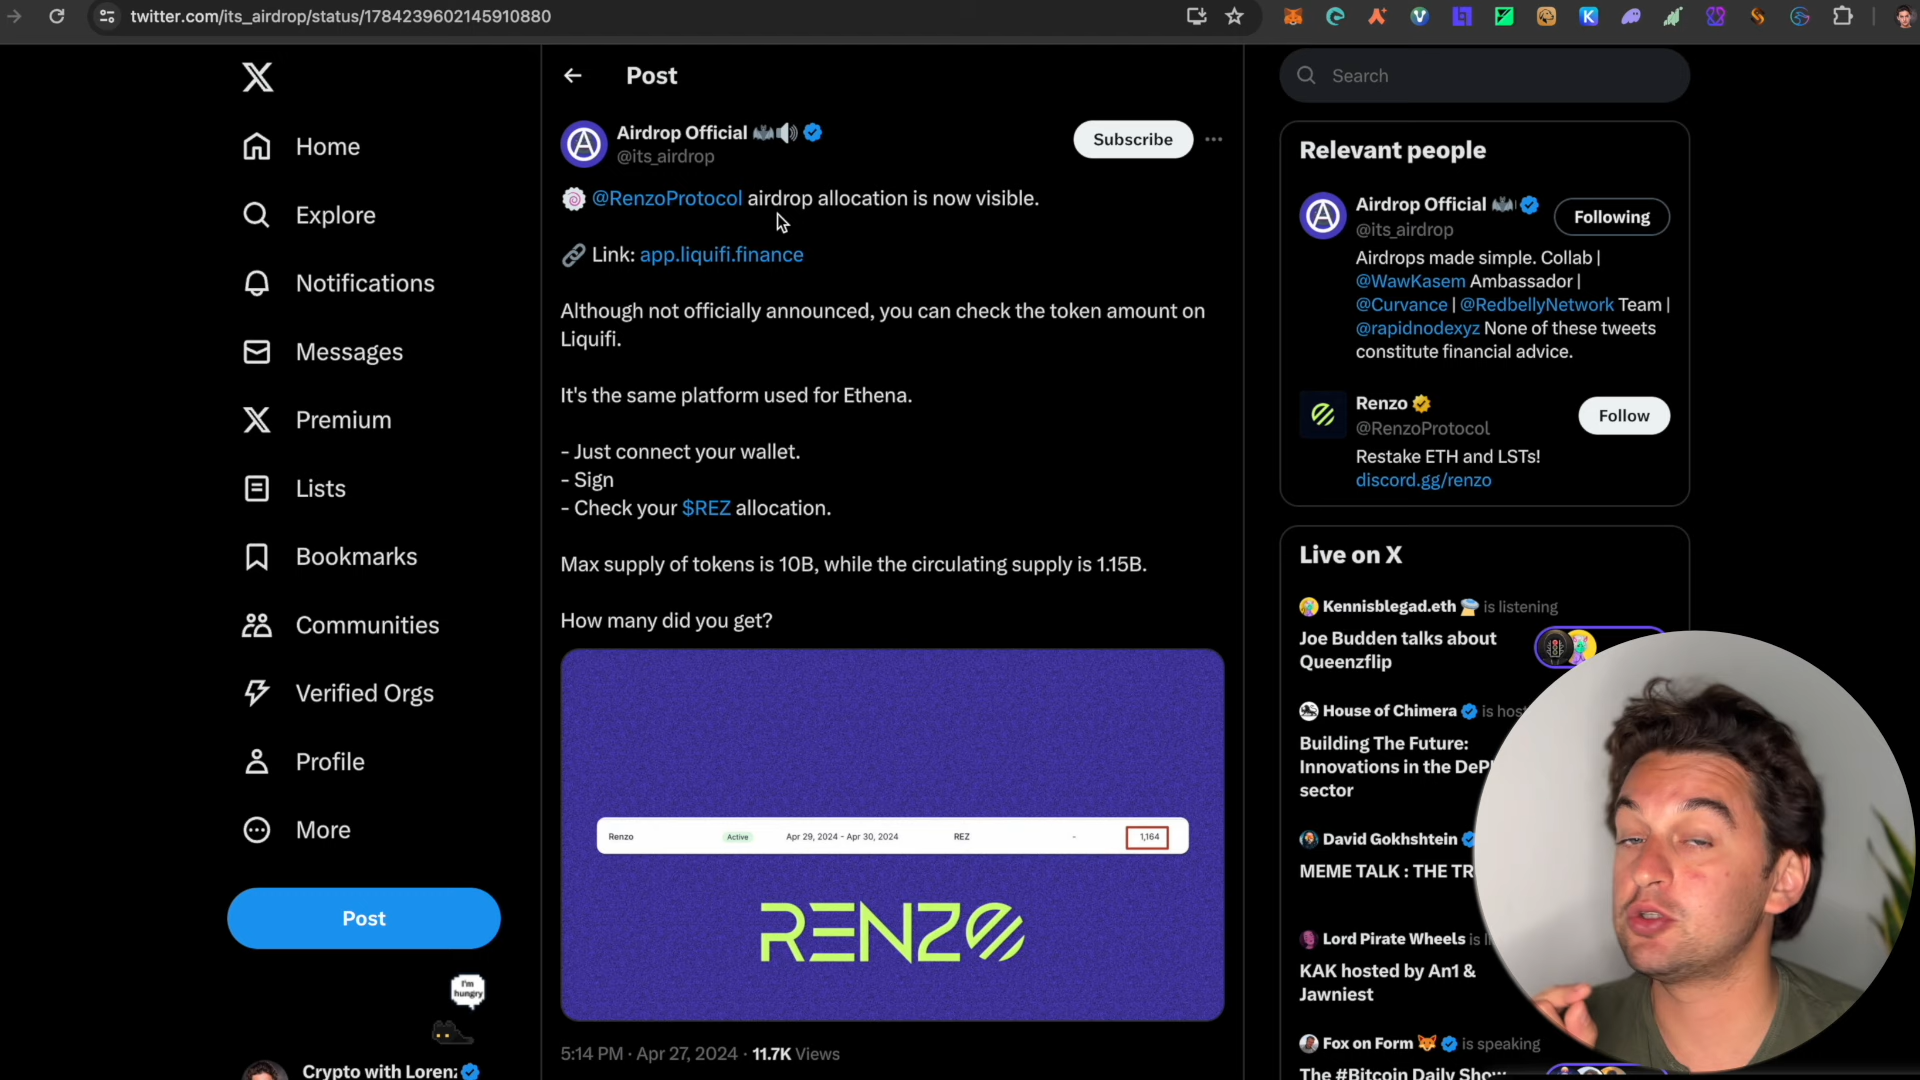 twitter.com/its_airdrop/status/1784239602145910880
Home
Explore
Notifications
Messages
Premium
Lists
Bookmarks
Communities
Verified Orgs
Profile
More
Post
I'm
hungry
Post
Airdrop Official
@its_airdrop
Subscribe
@RenzoProtocol airdrop allocation is now visible.
Link: app.liquifi.finance
Although not officially announced, you can check the token amount on
Liquifi.
It's the same platform used for Ethena.
- Just connect your wallet.
- Sign
- Check your $REZ allocation.
Max supply of tokens is 10B, while the circulating supply is 1.15B.
How many did you get?
Renzo Active Apr 29, 2024 - Apr 30, 2024 REZ - 1,164
RENZO
5:14 PM · Apr 27, 2024 · 11.7K Views
Search
Relevant people
Airdrop Official
@its_airdrop
Following
Airdrops made simple. Collab |
@WawKasem Ambassador |
@Curvance | @RedbellyNetwork Team |
@rapidnodexyz None of these tweets
constitute financial advice.
Renzo
@RenzoProtocol
Follow
Restake ETH and LSTs!
discord.gg/renzo
Live on X
Kennisblegad.eth is listening
Joe Budden talks about
Queenzflip
House of Chimera is hos
Building The Future:
Innovations in the DeP
sector
David Gokhshtein
MEME TALK : THE TR
Lord Pirate Wheels is li
KAK hosted by An1 &
Jawniest
Fox on Form is speaking
The #Bitcoin Daily Show
Crypto with Lorenz